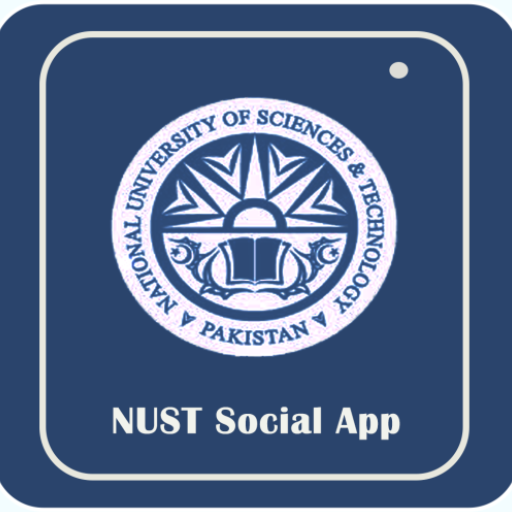 NATIONAL UNIVERSITY OF SCIENCES & TECHNOLOGY
PAKISTAN
NUST Social App